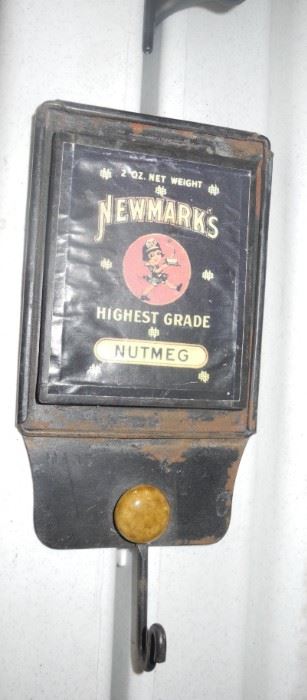 2 OZ. NET WEIGHT
NEWMARK'S
HIGHEST GRADE
NUTMEG